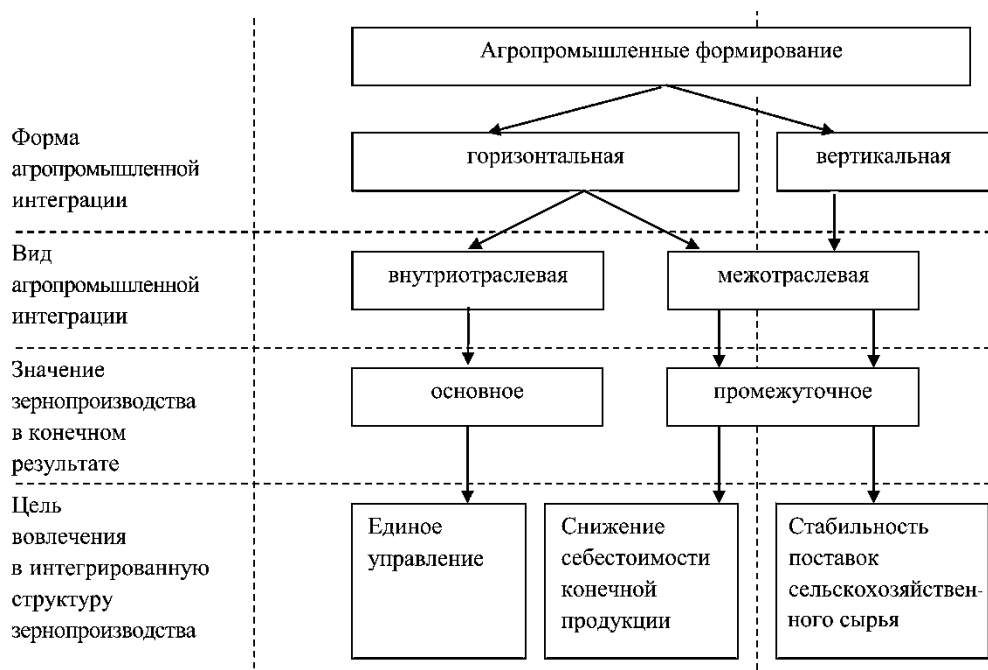 Агропромышленные формирование
Форма
агропромышленной
интеграции
горизонтальная
вертикальная
Вид
агропромышленной
интеграции
внутриотраслевая
межотраслевая
Значение
зернопроизводства
в конечном
результате
основное
промежуточное
Цель
вовлечения
в интегрированную
структуру
зернопроизводства
Единое
управление
Снижение
себестоимости
конечной
продукции
Стабильность
поставок
сельскохозяйствен-
ного сырья